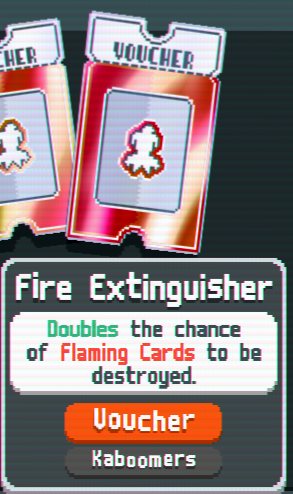 CHER VOUCHER
Fire Extinguisher
Doubles the chance
of Flaming Cards to be
destroyed.
Voucher
Kaboomers